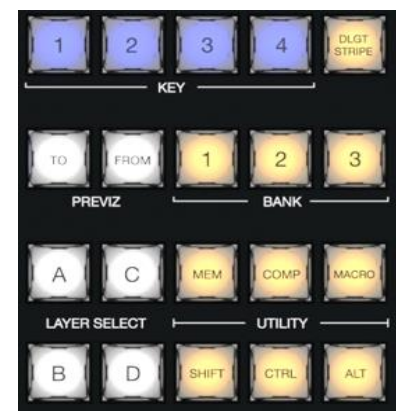 1 2 3 4 DLGT STRIPE
KEY
TO FROM 1 2 3
PREVIZ BANK
A C MEM COMP MACRO
LAYER SELECT UTILITY
B D SHIFT CTRL ALT